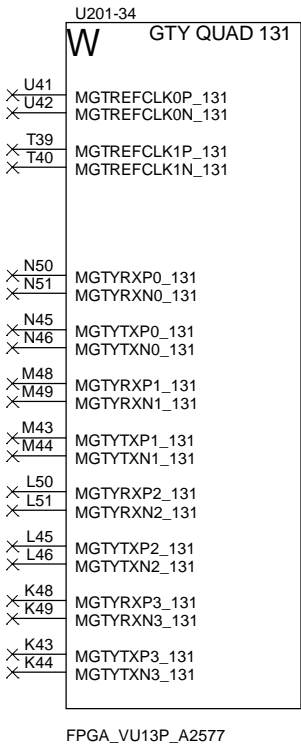 U201-34
W GTY QUAD 131
U41 MGTREFCLK0P_131
U42 MGTREFCLK0N_131
T39 MGTREFCLK1P_131
T40 MGTREFCLK1N_131
N50 MGTYRXP0_131
N51 MGTYRXN0_131
N45 MGTYTXP0_131
N46 MGTYTXN0_131
M48 MGTYRXP1_131
M49 MGTYRXN1_131
M43 MGTYTXP1_131
M44 MGTYTXN1_131
L50 MGTYRXP2_131
L51 MGTYRXN2_131
L45 MGTYTXP2_131
L46 MGTYTXN2_131
K48 MGTYRXP3_131
K49 MGTYRXN3_131
K43 MGTYTXP3_131
K44 MGTYTXN3_131
FPGA_VU13P_A2577